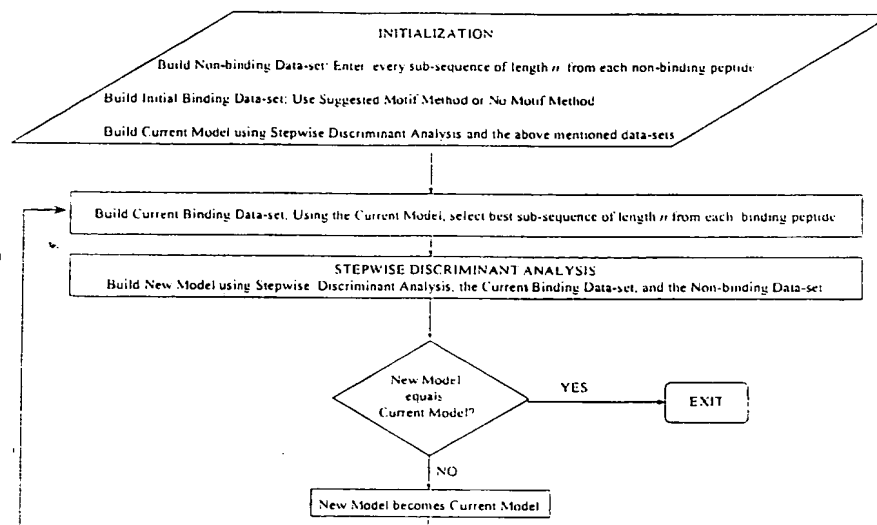 INITIALIZATION
Build Non-binding Data-set: Enter every sub-sequence of length n from each non-binding peptide
Build Initial Binding Data-set: Use Suggested Motif Method or No Motif Method
Build Current Model using Stepwise Discriminant Analysis and the above mentioned data-sets
Build Current Binding Data-set. Using the Current Model, select best sub-sequence of length n from each binding peptide
STEPWISE DISCRIMINANT ANALYSIS
Build New Model using Stepwise Discriminant Analysis, the Current Binding Data-set, and the Non-binding Data-set
New Model
equals
Current Model?
YES
EXIT
NO
New Model becomes Current Model